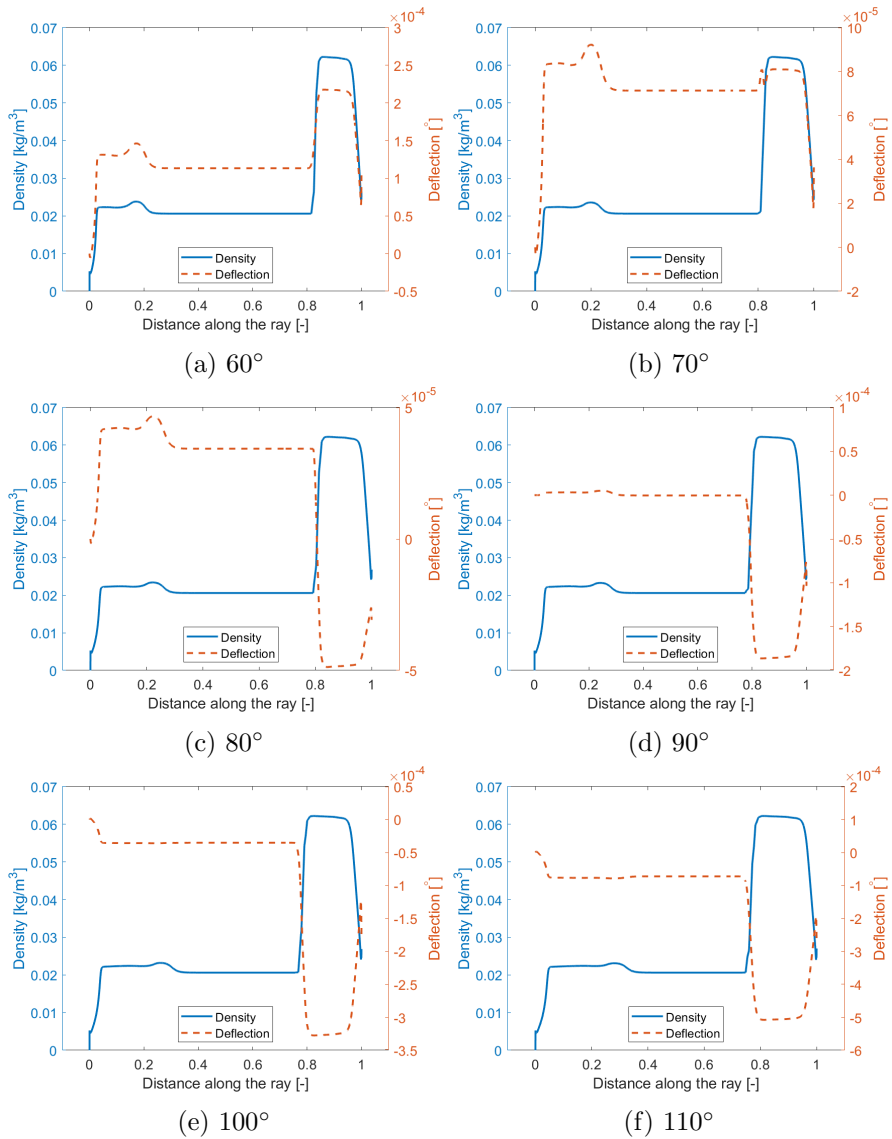 ×10⁻⁴
0.07 3
0.06 2.5
0.05 2
0.04 1.5
0.03 1
0.02 0.5
0.01 0
0 -0.5
Density [kg/m³]
Deflection [°]
Density
Deflection
0 0.2 0.4 0.6 0.8 1
Distance along the ray [-]
(a) 60°
×10⁻⁵
0.07 10
0.06 8
0.05 6
0.04 4
0.03 2
0.02 0
0.01 -2
0
Density [kg/m³]
Deflection [°]
Density
Deflection
0 0.2 0.4 0.6 0.8 1
Distance along the ray [-]
(b) 70°
×10⁻⁵
0.07 5
0.06
0.05
0.04 0
0.03
0.02
0.01
0 -5
Density [kg/m³]
Deflection [°]
Density
Deflection
0 0.2 0.4 0.6 0.8 1
Distance along the ray [-]
(c) 80°
×10⁻⁴
0.07 1
0.06 0.5
0.05 0
0.04 -0.5
0.03 -1
0.02 -1.5
0.01 -2
0
Density [kg/m³]
Deflection [°]
Density
Deflection
0 0.2 0.4 0.6 0.8 1
Distance along the ray [-]
(d) 90°
×10⁻⁴
0.07 0.5
0.06 0
0.05 -0.5
0.04 -1
0.03 -1.5
0.02 -2
0.01 -2.5
0 -3
-3.5
Density [kg/m³]
Deflection [°]
Density
Deflection
0 0.2 0.4 0.6 0.8 1
Distance along the ray [-]
(e) 100°
×10⁻⁴
0.07 2
0.06 1
0.05 0
0.04 -1
0.03 -2
0.02 -3
0.01 -4
0 -5
-6
Density [kg/m³]
Deflection [°]
Density
Deflection
0 0.2 0.4 0.6 0.8 1
Distance along the ray [-]
(f) 110°